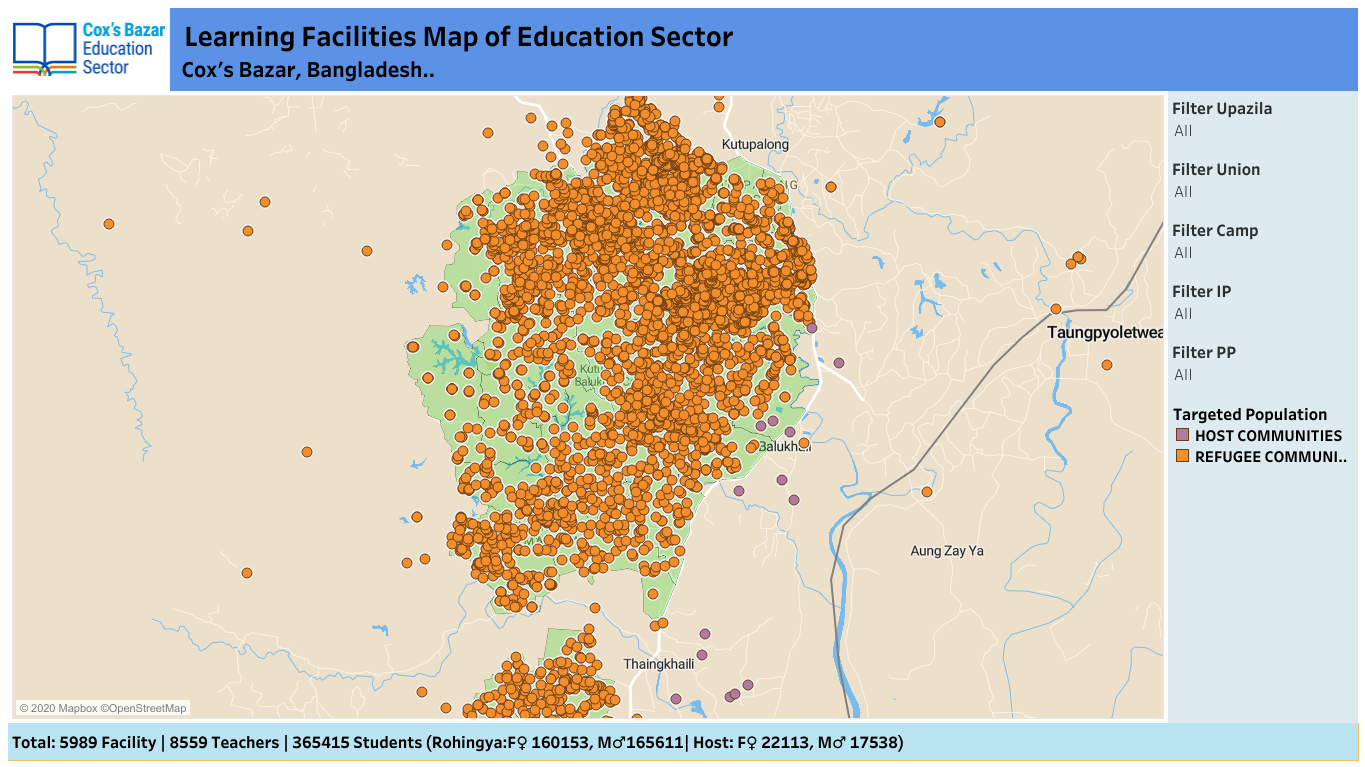 Cox's Bazar
Education
Sector
Learning Facilities Map of Education Sector
Cox's Bazar, Bangladesh..
Kutupalong
Taungpyoletwea
Aung Zay Ya
Thaingkhaili
© 2020 Mapbox ©OpenStreetMap
Filter Upazila
All
Filter Union
All
Filter Camp
All
Filter IP
All
Filter PP
All
Targeted Population
HOST COMMUNITIES
REFUGEE COMMUNI..
Total: 5989 Facility | 8559 Teachers | 365415 Students (Rohingya:F♀ 160153, M♂165611| Host: F♀ 22113, M♂ 17538)